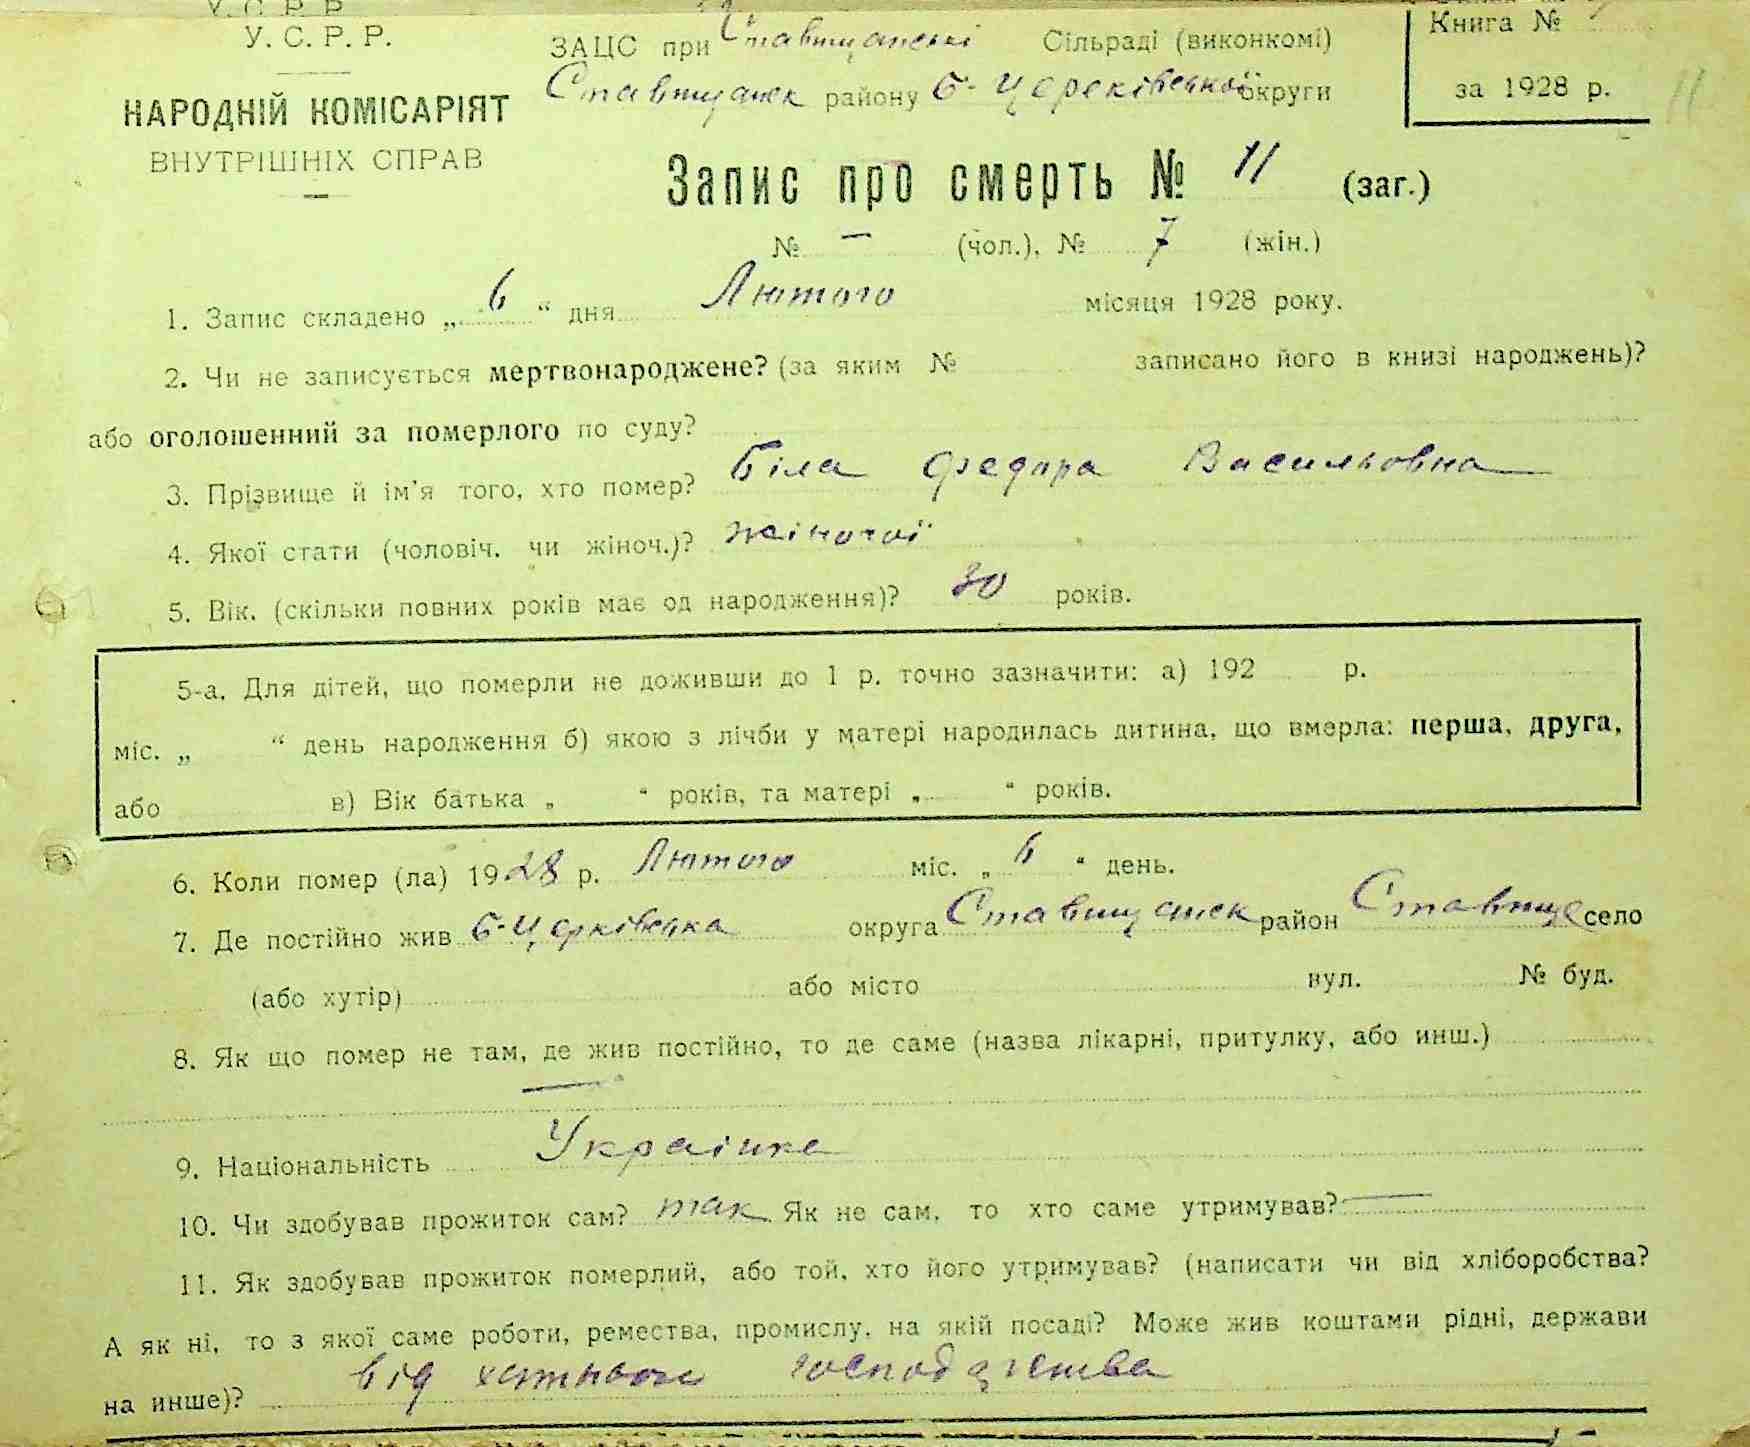 У. С. Р. Р.
НАРОДНІЙ КОМІСАРІЯТ
ВНУТРІШНІХ СПРАВ
ЗАЦС при Ставищанскі Сільраді (виконкомі)
Ставищанск району Б-Церківської округи
Книга №
за 1928 р.
11
Запис про смерть № 11 (заг.)
№ — (чол.), № 7 (жін.)
1. Запис складено „ 6 “ дня Лютого місяця 1928 року.
2. Чи не записується мертвонароджене? (за яким № записано його в книзі народжень)?
або оголошенний за померлого по суду?
3. Прізвище й ім'я того, хто помер? Біла Федора Васильовна
4. Якої стати (чоловіч. чи жіноч.)? жіночої
5. Вік. (скільки повних років має од народження)? 30 років.
5-а. Для дітей, що померли не доживши до 1 р. точно зазначити: а) 192 р.
міс. „ “ день народження б) якою з лічби у матері народилась дитина, що вмерла: перша, друга,
або в) Вік батька „ “ років, та матері „ “ років.
6. Коли помер (ла) 1928 р. Лютого міс. „ 6 “ день.
7. Де постійно жив Б-Церківська округа Ставищанск район Ставище село
(або хутір) або місто вул. № буд.
8. Як що помер не там, де жив постійно, то де саме (назва лікарні, притулку, або инш.)
—
9. Національність Украінка
10. Чи здобував прожиток сам? так Як не сам, то хто саме утримував? —
11. Як здобував прожиток померлий, або той, хто його утримував? (написати чи від хліборобства?
А як ні, то з якої саме роботи, ремества, промислу, на якій посаді? Може жив коштами рідні, держави
на инше)? від хатнього господарства